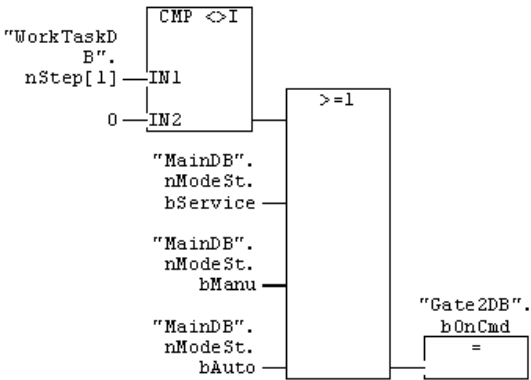 CMP <>I
"WorkTaskD
B".
nStep[1]
IN1
0
IN2
>=1
"MainDB".
nModeSt.
bService
"MainDB".
nModeSt.
bManu
"Gate2DB".
bOnCmd
=
"MainDB".
nModeSt.
bAuto